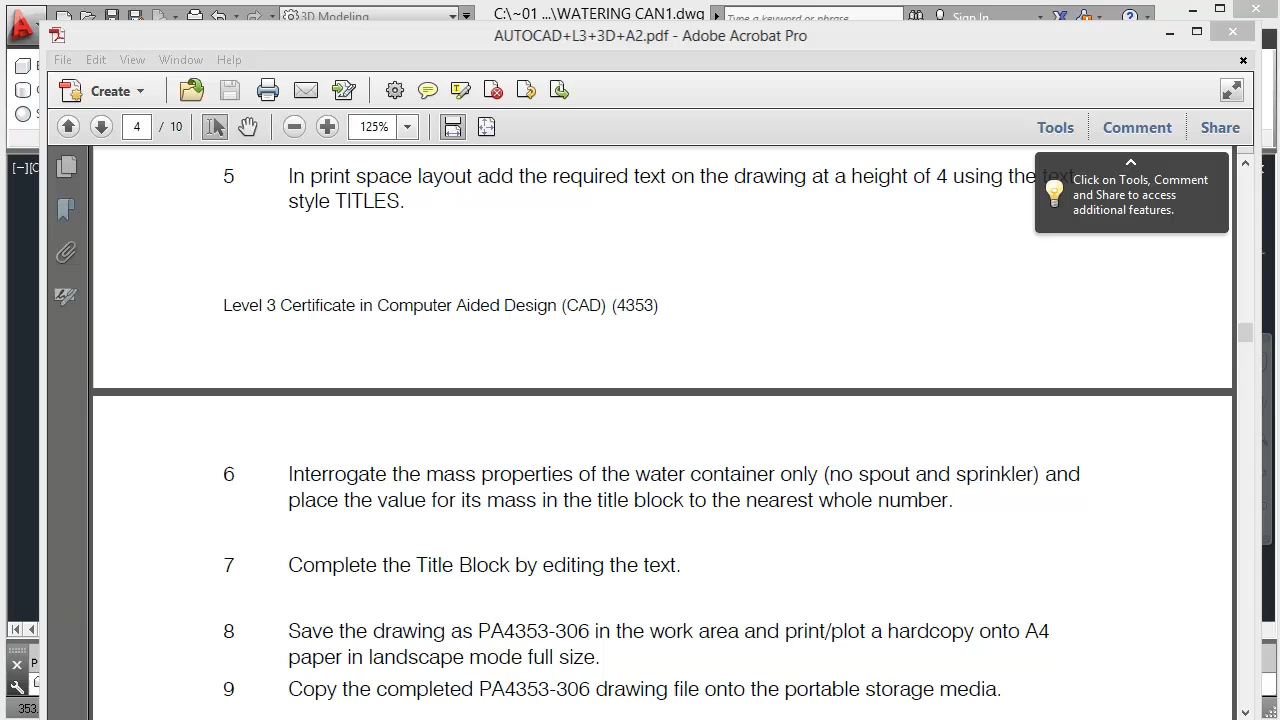 3D Modeling
C:\~01 ...\WATERING CAN1.dwg
Type a keyword or phrase
Sign In
AUTOCAD+L3+3D+A2.pdf - Adobe Acrobat Pro
File Edit View Window Help
Create
4 / 10
125%
Tools Comment Share
[−][
Click on Tools, Comment
and Share to access
additional features.
5 In print space layout add the required text on the drawing at a height of 4 using the text
style TITLES.
Level 3 Certificate in Computer Aided Design (CAD) (4353)
6 Interrogate the mass properties of the water container only (no spout and sprinkler) and
place the value for its mass in the title block to the nearest whole number.
7 Complete the Title Block by editing the text.
8 Save the drawing as PA4353-306 in the work area and print/plot a hardcopy onto A4
paper in landscape mode full size.
9 Copy the completed PA4353-306 drawing file onto the portable storage media.
353.